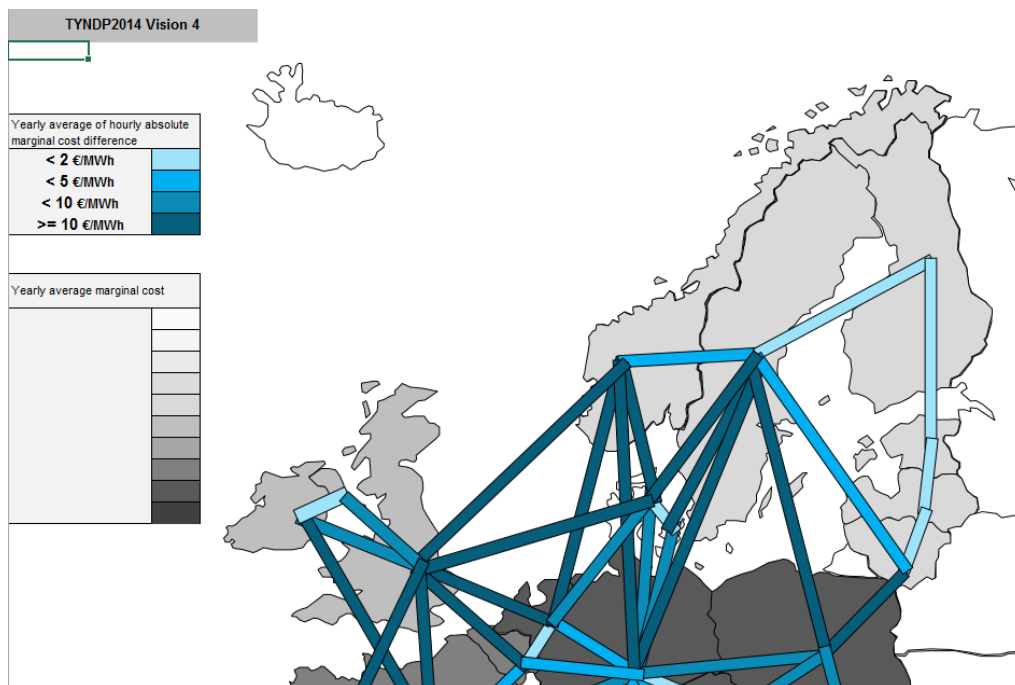 TYNDP2014 Vision 4
Yearly average of hourly absolute
marginal cost difference
< 2 €/MWh
< 5 €/MWh
< 10 €/MWh
>= 10 €/MWh
Yearly average marginal cost